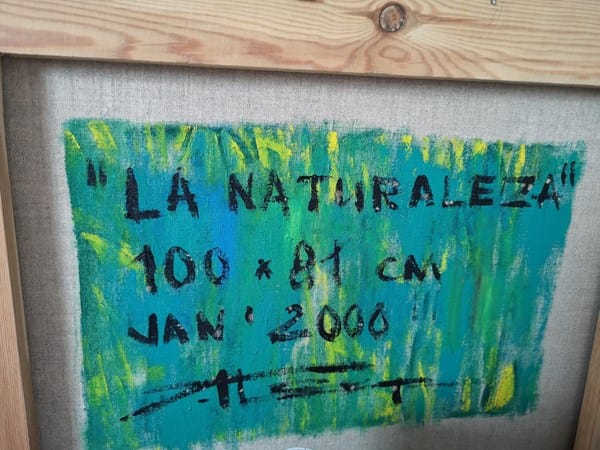 "LA NATURALEZA"
100 x 81 cm
JAN' 2000